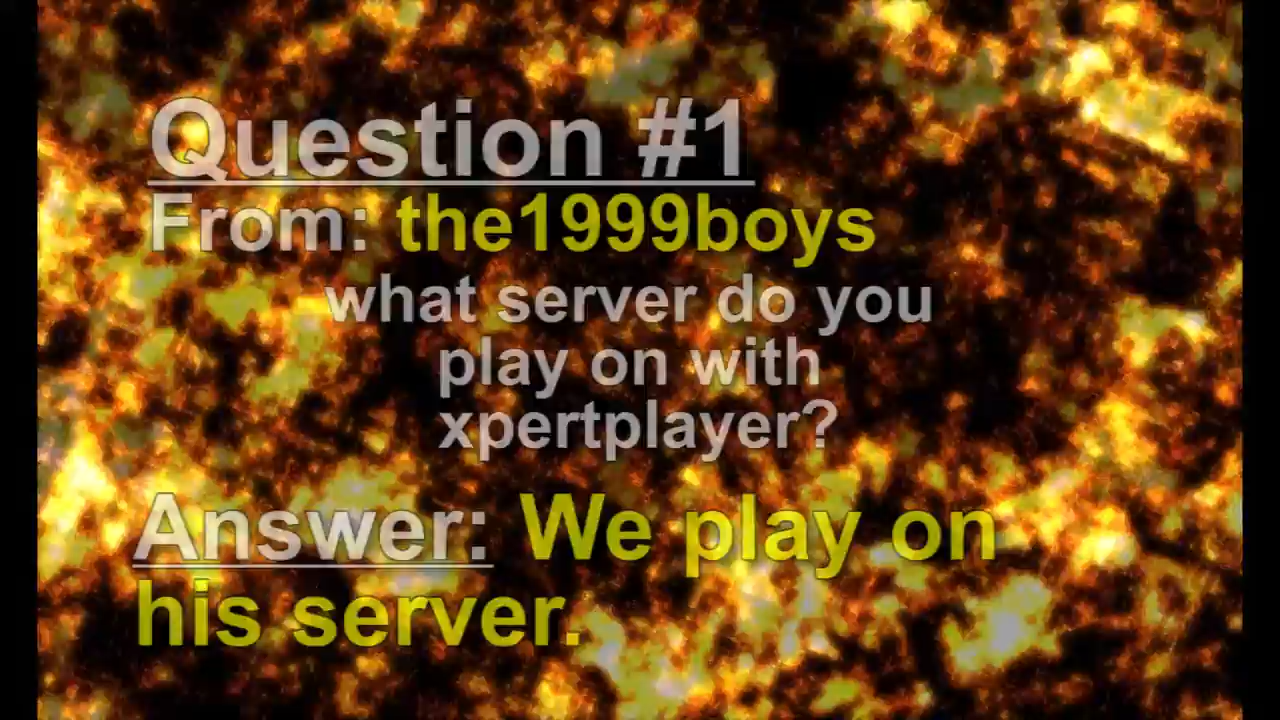 Question #1
From: the1999boys
what server do you
play on with
xpertplayer?
Answer: We play on
his server.